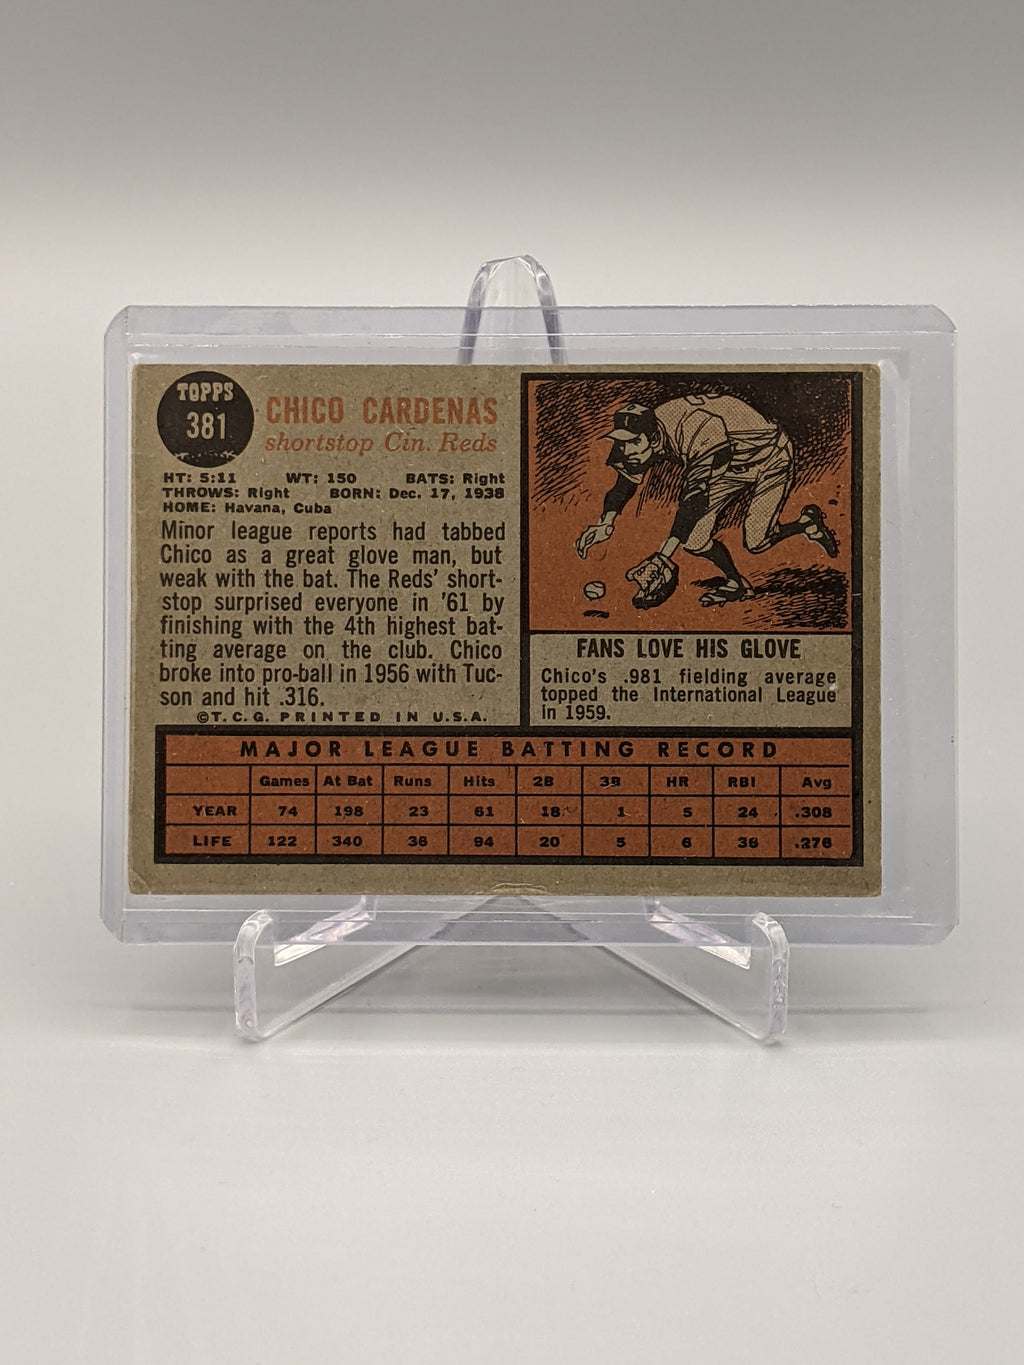 TOPPS
381
CHICO CARDENAS
shortstop Cin. Reds
HT: 5:11 WT: 150 BATS: Right
THROWS: Right BORN: Dec. 17, 1938
HOME: Havana, Cuba
Minor league reports had tabbed
Chico as a great glove man, but
weak with the bat. The Reds' short-
stop surprised everyone in '61 by
finishing with the 4th highest bat-
ting average on the club. Chico
broke into pro-ball in 1956 with Tuc-
son and hit .316.
©T.C.G. PRINTED IN U.S.A.
FANS LOVE HIS GLOVE
Chico's .981 fielding average
topped the International League
in 1959.
MAJOR LEAGUE BATTING RECORD
Games At Bat Runs Hits 2B 3B HR RBI Avg
YEAR 74 198 23 61 18 1 5 24 .308
LIFE 122 340 36 94 20 5 6 36 .276